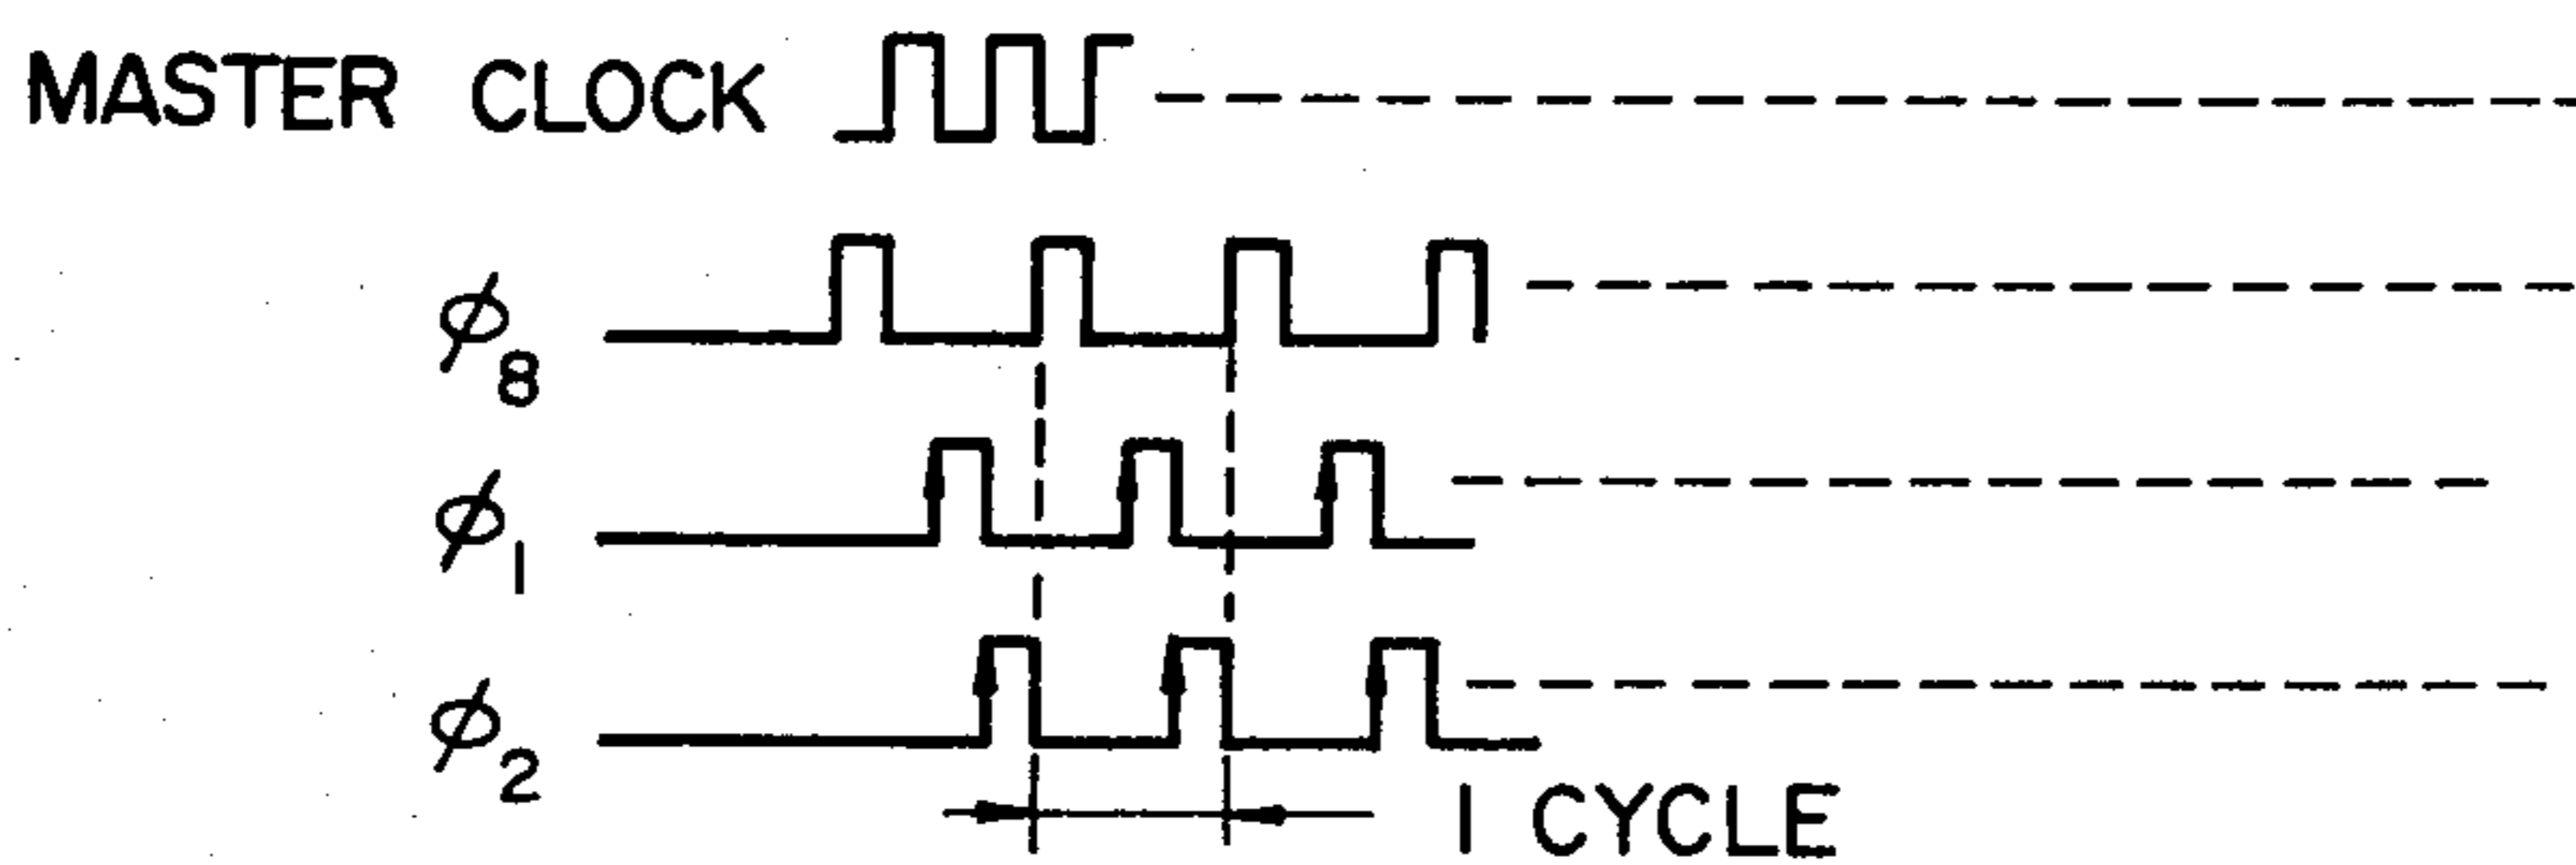 MASTER CLOCK
ϕ8
ϕ1
ϕ2
1 CYCLE